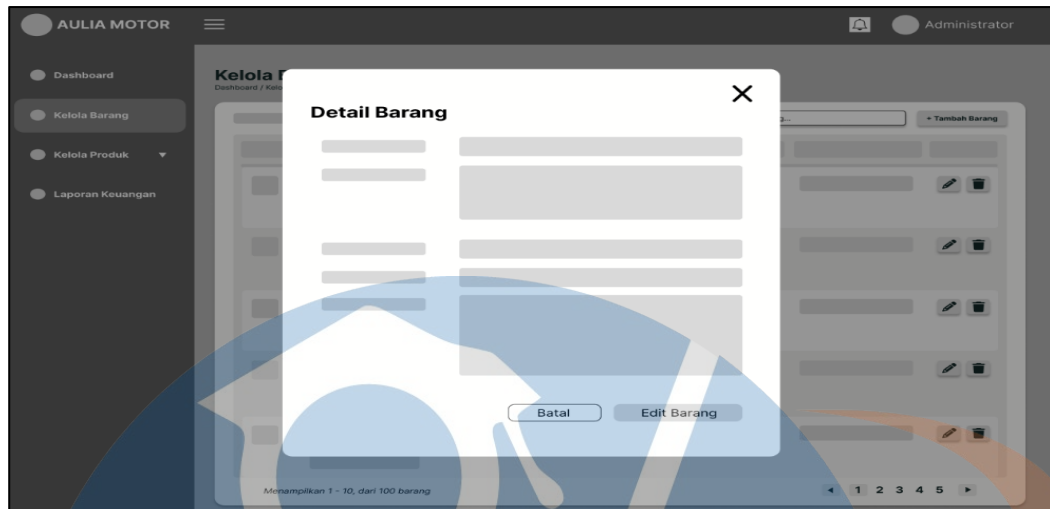 AULIA MOTOR
Administrator
Dashboard
Kelola Barang
Kelola Produk
Laporan Keuangan
Kelola
Dashboard / Kelo
+ Tambah Barang
Detail Barang
Batal
Edit Barang
Menampilkan 1 - 10, dari 100 barang
1 2 3 4 5